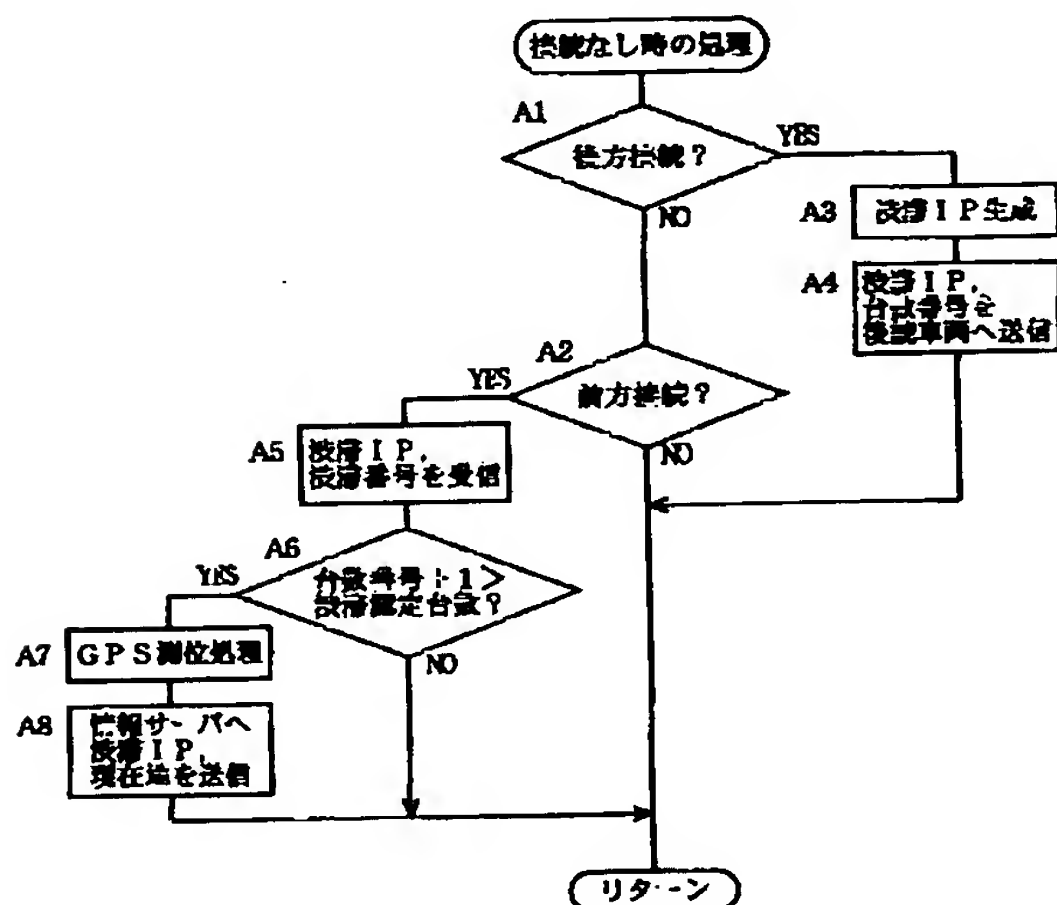 接続なし時の処理
A1
後方接続？
YES
NO
A3
渋滞ＩＰ生成
A4
渋滞ＩＰ，
台数番号を
後続車両へ送信
A2
YES
前方接続？
NO
A5
渋滞ＩＰ，
渋滞番号を受信
A6
YES
台数番号＋１＞
渋滞認定台数？
NO
A7
ＧＰＳ測位処理
A8
情報サーバへ
渋滞ＩＰ，
現在地を送信
リターン